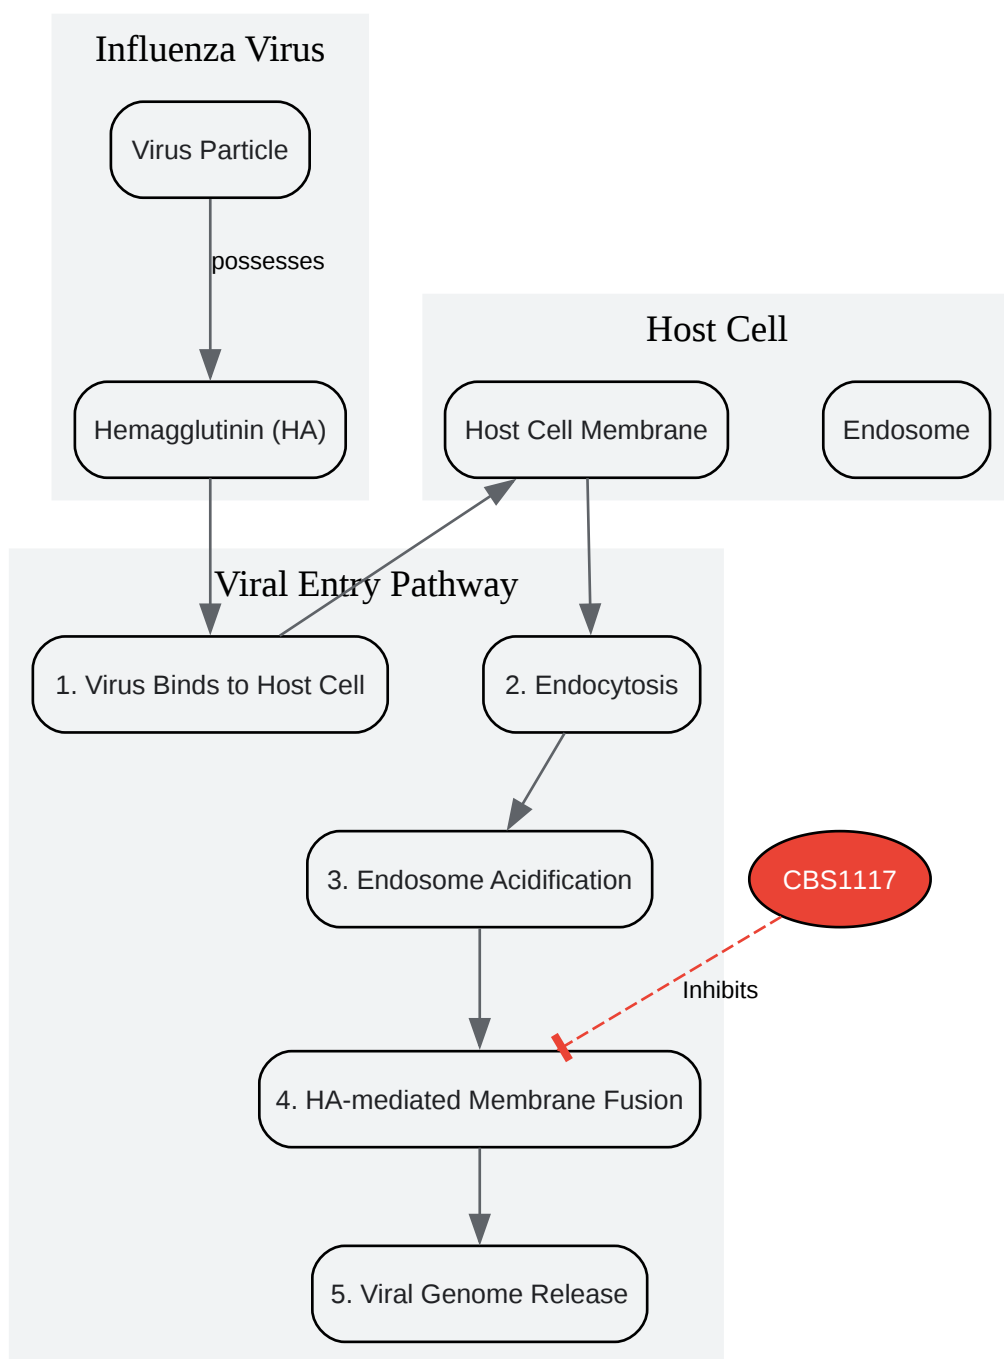 Influenza Virus
Virus Particle
possesses
Host Cell
Hemagglutinin (HA)
Host Cell Membrane
Endosome
Viral Entry Pathway
1. Virus Binds to Host Cell
2. Endocytosis
3. Endosome Acidification
CBS1117
Inhibits
4. HA-mediated Membrane Fusion
5. Viral Genome Release